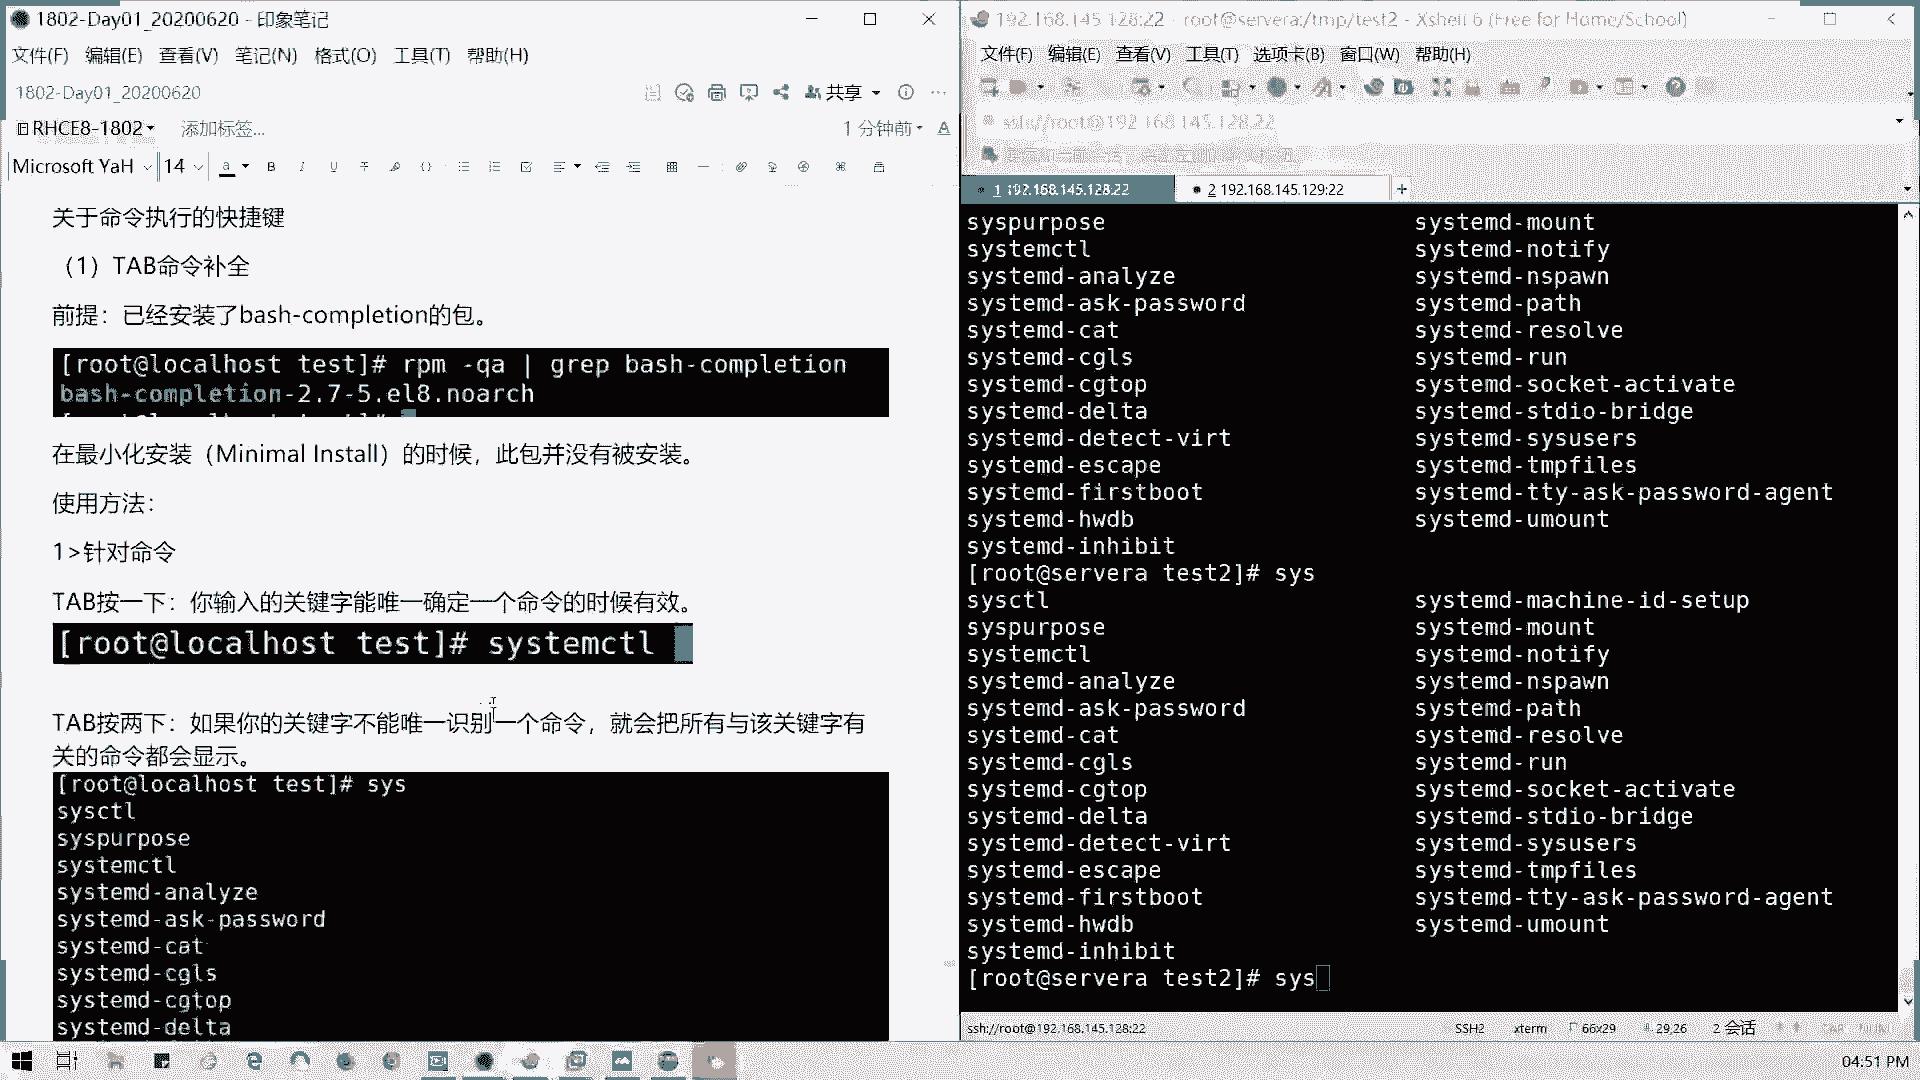 1802-Day01_20200620 - 印象笔记
文件(F) 编辑(E) 查看(V) 笔记(N) 格式(O) 工具(T) 帮助(H)
1802-Day01_20200620
共享
RHCE8-1802 添加标签...
1 分钟前
Microsoft YaH 14
关于命令执行的快捷键
（1）TAB命令补全
前提：已经安装了bash-completion的包。
[root@localhost test]# rpm -qa | grep bash-completion
bash-completion-2.7-5.el8.noarch
在最小化安装（Minimal Install）的时候，此包并没有被安装。
使用方法：
1>针对命令
TAB按一下：你输入的关键字能唯一确定一个命令的时候有效。
[root@localhost test]# systemctl
TAB按两下：如果你的关键字不能唯一识别一个命令，就会把所有与该关键字有
关的命令都会显示。
[root@localhost test]# sys
sysctl
syspurpose
systemctl
systemd-analyze
systemd-ask-password
systemd-cat
systemd-cgls
systemd-cgtop
systemd-delta
192.168.145.128:22 - root@servera:/tmp/test2 - Xshell 6 (Free for Home/School)
文件(F) 编辑(E) 查看(V) 工具(T) 选项卡(B) 窗口(W) 帮助(H)
ssh://root@192.168.145.128:22
1 192.168.145.128:22
2 192.168.145.129:22 +
syspurpose systemd-mount
systemctl systemd-notify
systemd-analyze systemd-nspawn
systemd-ask-password systemd-path
systemd-cat systemd-resolve
systemd-cgls systemd-run
systemd-cgtop systemd-socket-activate
systemd-delta systemd-stdio-bridge
systemd-detect-virt systemd-sysusers
systemd-escape systemd-tmpfiles
systemd-firstboot systemd-tty-ask-password-agent
systemd-hwdb systemd-umount
systemd-inhibit
[root@servera test2]# sys
sysctl systemd-machine-id-setup
syspurpose systemd-mount
systemctl systemd-notify
systemd-analyze systemd-nspawn
systemd-ask-password systemd-path
systemd-cat systemd-resolve
systemd-cgls systemd-run
systemd-cgtop systemd-socket-activate
systemd-delta systemd-stdio-bridge
systemd-detect-virt systemd-sysusers
systemd-escape systemd-tmpfiles
systemd-firstboot systemd-tty-ask-password-agent
systemd-hwdb systemd-umount
systemd-inhibit
[root@servera test2]# sys
ssh://root@192.168.145.128:22 SSH2 xterm 66x29 29,26 2 会话 CAP NUM
04:51 PM